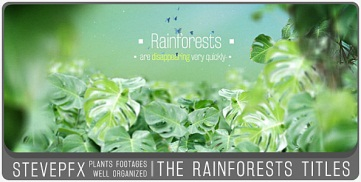 • Rainforests •
• are disappearing very quickly •
STEVEPFX
PLANTS FOOTAGES
WELL ORGANIZED
THE RAINFORESTS TITLES